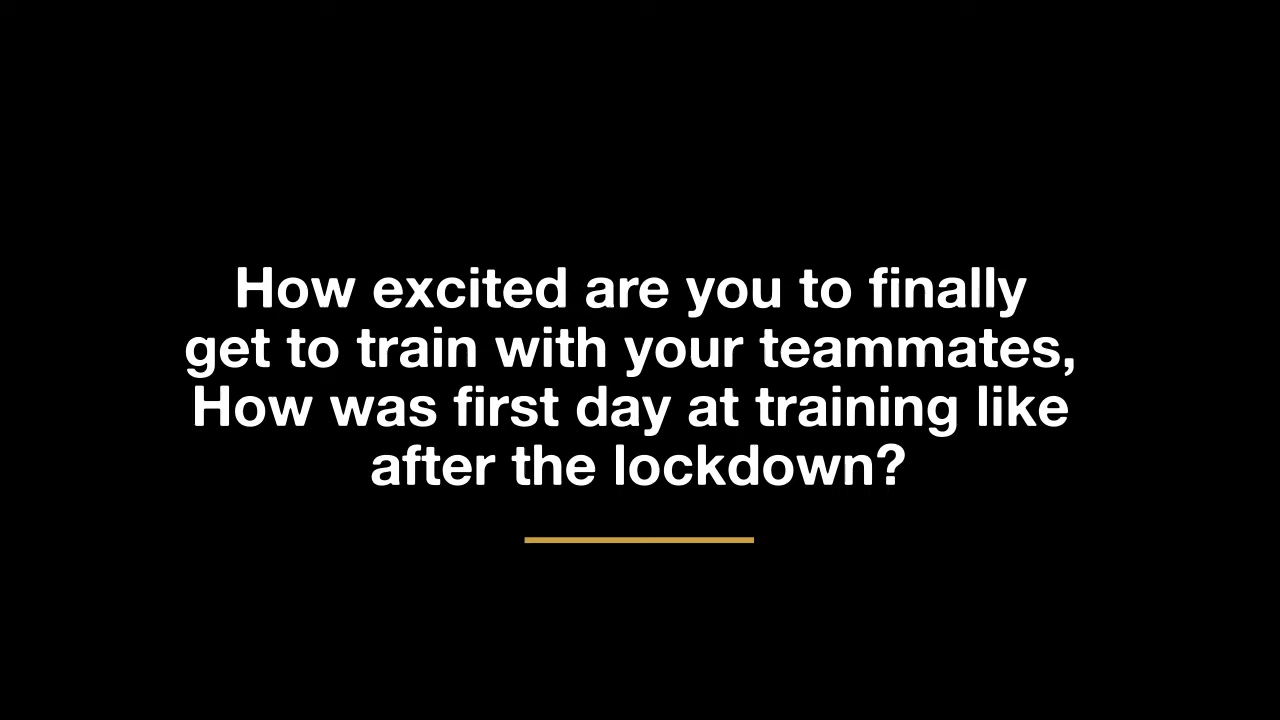 How excited are you to finally
get to train with your teammates,
How was first day at training like
after the lockdown?